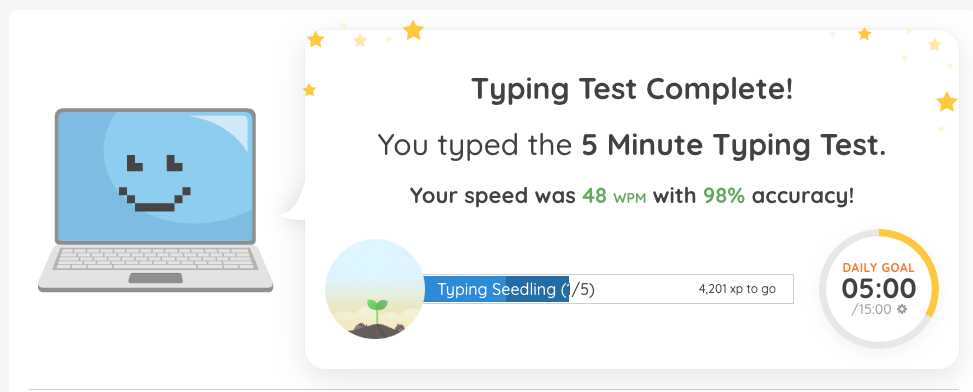 Typing Test Complete!
You typed the 5 Minute Typing Test.
Your speed was 48 WPM with 98% accuracy!
Typing Seedling (1/5)
4,201 xp to go
DAILY GOAL
05:00
/15:00